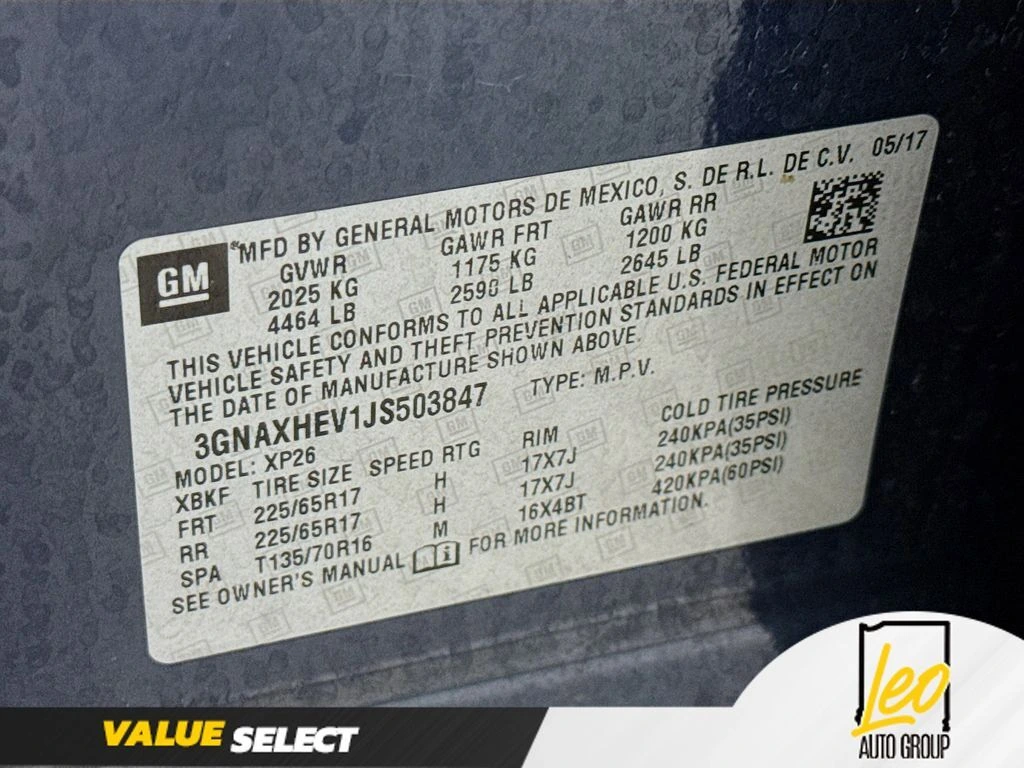 GM
MFD BY GENERAL MOTORS DE MEXICO, S. DE R.L. DE C.V. 05/17
GVWR GAWR FRT GAWR RR
2025 KG 1175 KG 1200 KG
4464 LB 2590 LB 2645 LB
THIS VEHICLE CONFORMS TO ALL APPLICABLE U.S. FEDERAL MOTOR
VEHICLE SAFETY AND THEFT PREVENTION STANDARDS IN EFFECT ON
THE DATE OF MANUFACTURE SHOWN ABOVE.
3GNAXHEV1JS503847 TYPE: M.P.V.
MODEL: XP26
XBKF TIRE SIZE SPEED RTG RIM COLD TIRE PRESSURE
FRT 225/65R17 H 17X7J 240KPA(35PSI)
RR 225/65R17 H 17X7J 240KPA(35PSI)
SPA T135/70R16 M 16X4BT 420KPA(60PSI)
SEE OWNER'S MANUAL FOR MORE INFORMATION.
VALUE SELECT
Leo
AUTO GROUP